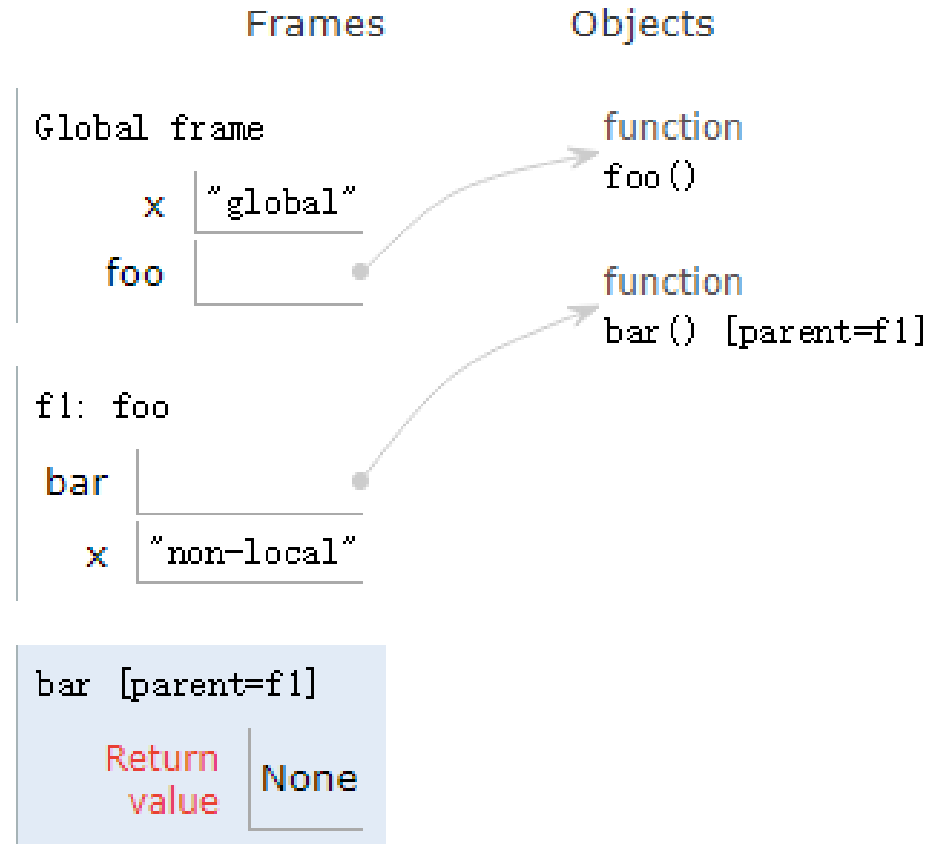 Frames Objects
Global frame
x "global"
foo
function
foo()
function
bar() [parent=f1]
f1: foo
bar
x "non-local"
bar [parent=f1]
Return
value None